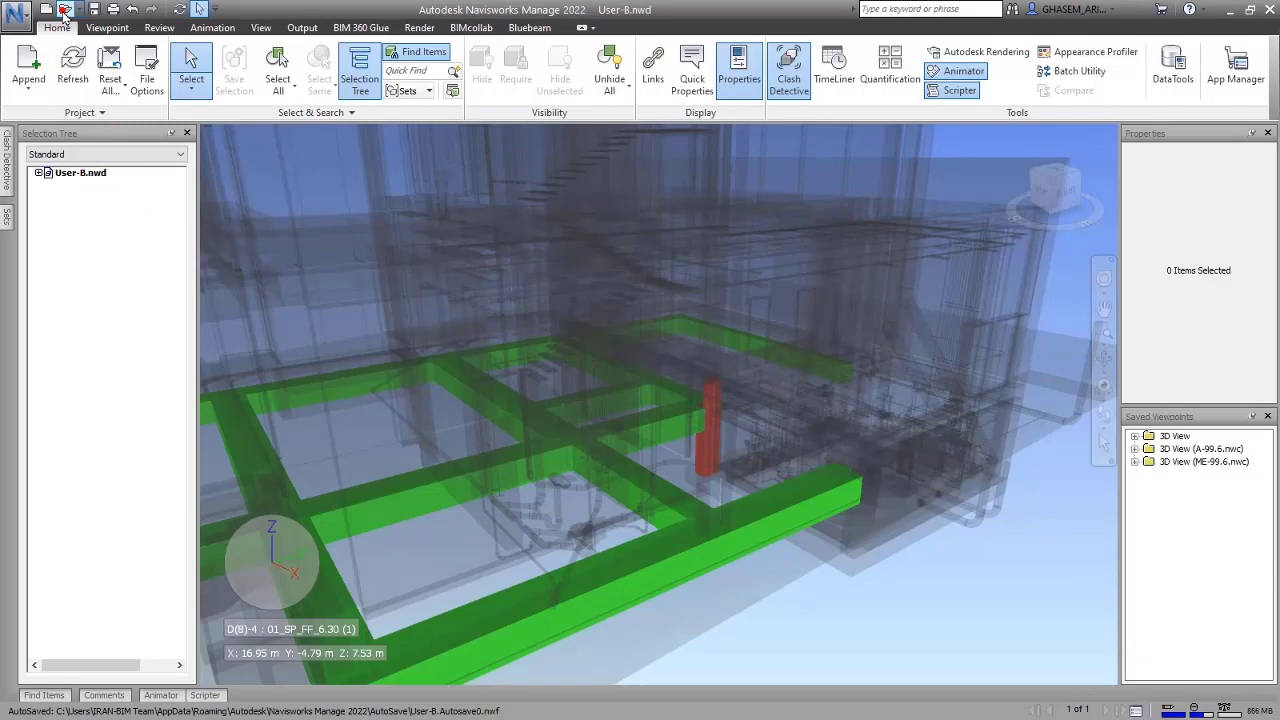 Autodesk Navisworks Manage 2022 User-B.nwd
Type a keyword or phrase
GHASEM_ARI...
Home Viewpoint Review Animation View Output BIM 360 Glue Render BIMcollab Bluebeam
Append
Refresh
Reset All...
File Options
Project
Select
Save Selection
Select All
Select Same
Selection Tree
Find Items
Quick Find
Sets
Select & Search
Hide
Require
Hide Unselected
Unhide All
Visibility
Links
Quick Properties
Properties
Display
Clash Detective
TimeLiner
Quantification
Autodesk Rendering
Animator
Scripter
Appearance Profiler
Batch Utility
Compare
Tools
DataTools
App Manager
Clash Detective
Sets
Selection Tree
Standard
User-B.nwd
RIGHT
Z
X
D(8)-4 : 01_SP_FF_6.30 (1)
X: 16.95 m Y: -4.79 m Z: 7.53 m
Properties
0 Items Selected
Saved Viewpoints
3D View
3D View (A-99.6.nwc)
3D View (ME-99.6.nwc)
Find Items Comments Animator Scripter
AutoSaved: C:\Users\IRAN-BIM Team\AppData\Roaming\Autodesk\Navisworks Manage 2022\AutoSave\User-B.Autosave0.nwf
1 of 1
866 MB